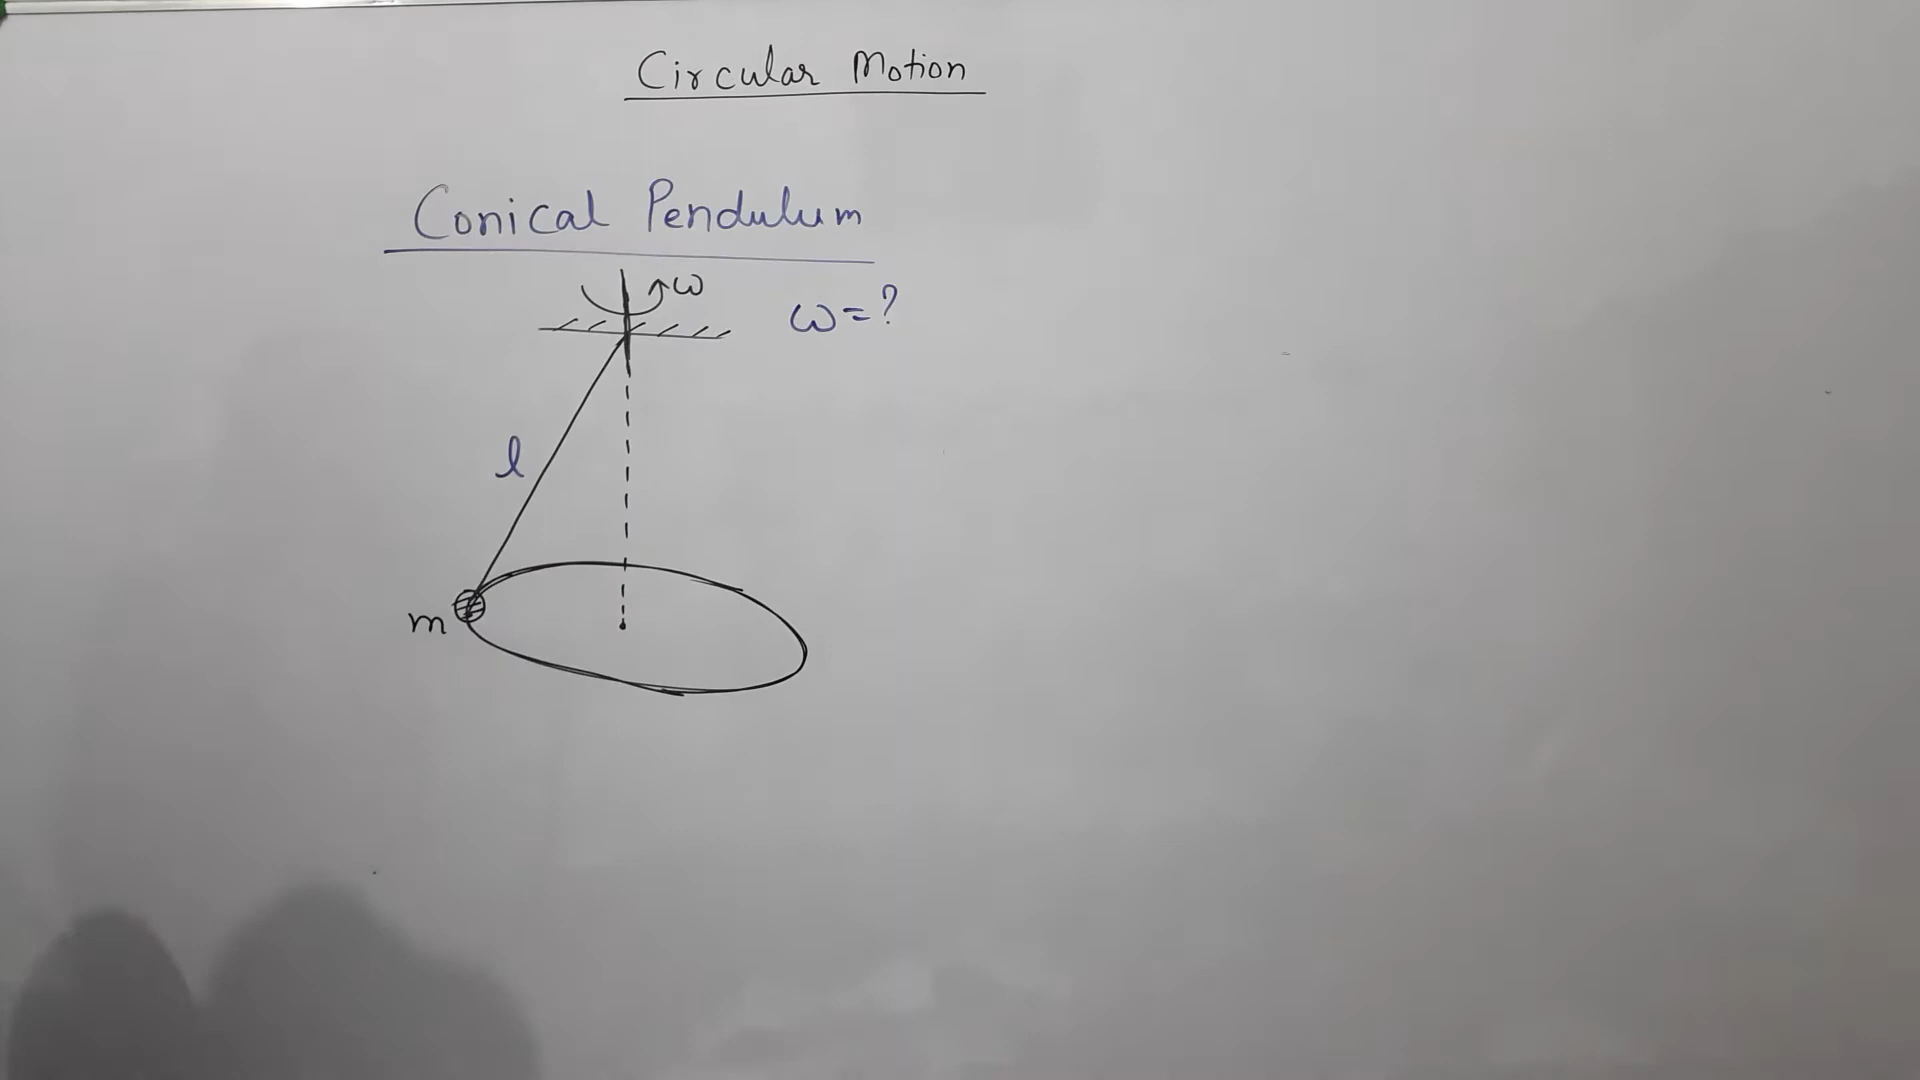 Circular Motion
Conical Pendulum
ω
ω=?
l
m